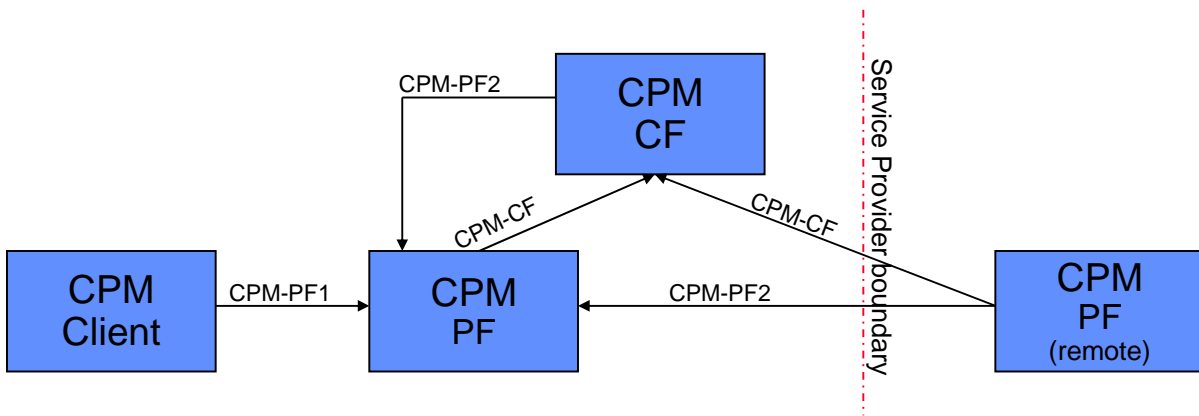 CPM-PF2
CPM
CF
CPM-CF
CPM-CF
Service Provider boundary
CPM
Client
CPM-PF1
CPM
PF
CPM-PF2
CPM
PF
(remote)